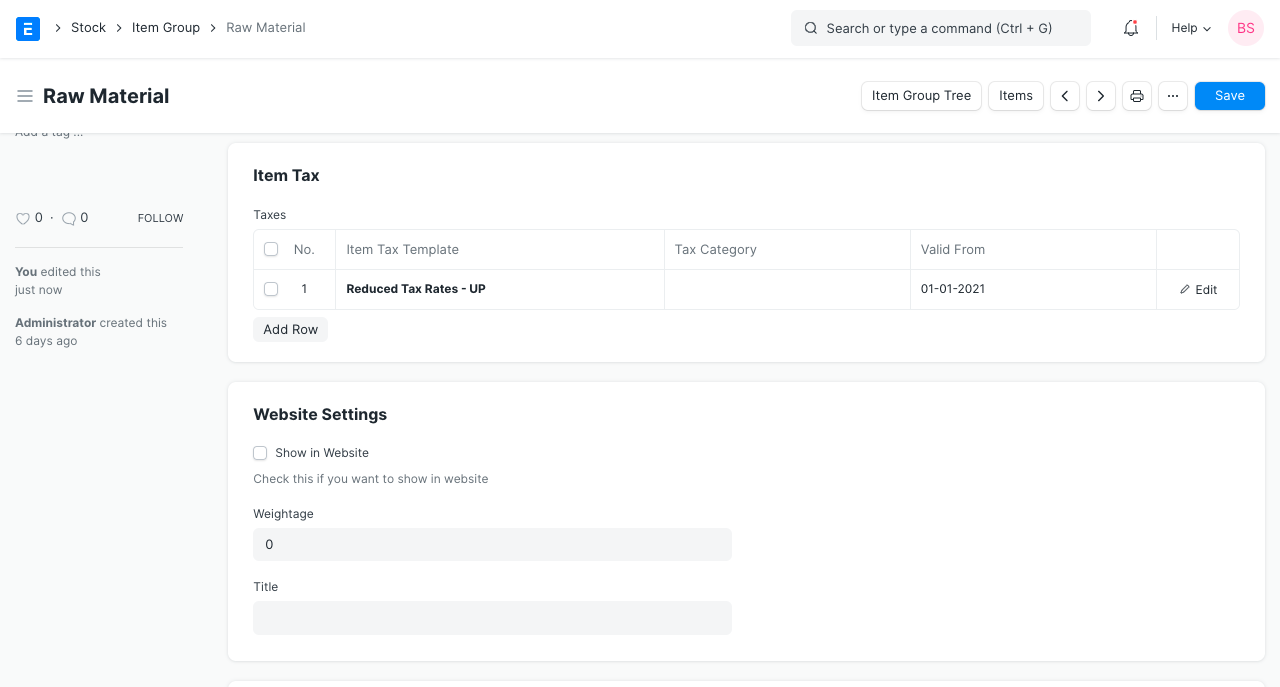 E Stock Item Group Raw Material Search or type a command (Ctrl + G) Help BS
Raw Material Item Group Tree Items ... Save
Add a tag ...
0 · 0 FOLLOW
You edited this
just now
Administrator created this
6 days ago
Item Tax
Taxes
No. Item Tax Template Tax Category Valid From
1 Reduced Tax Rates - UP 01-01-2021 Edit
Add Row
Website Settings
Show in Website
Check this if you want to show in website
Weightage
0
Title